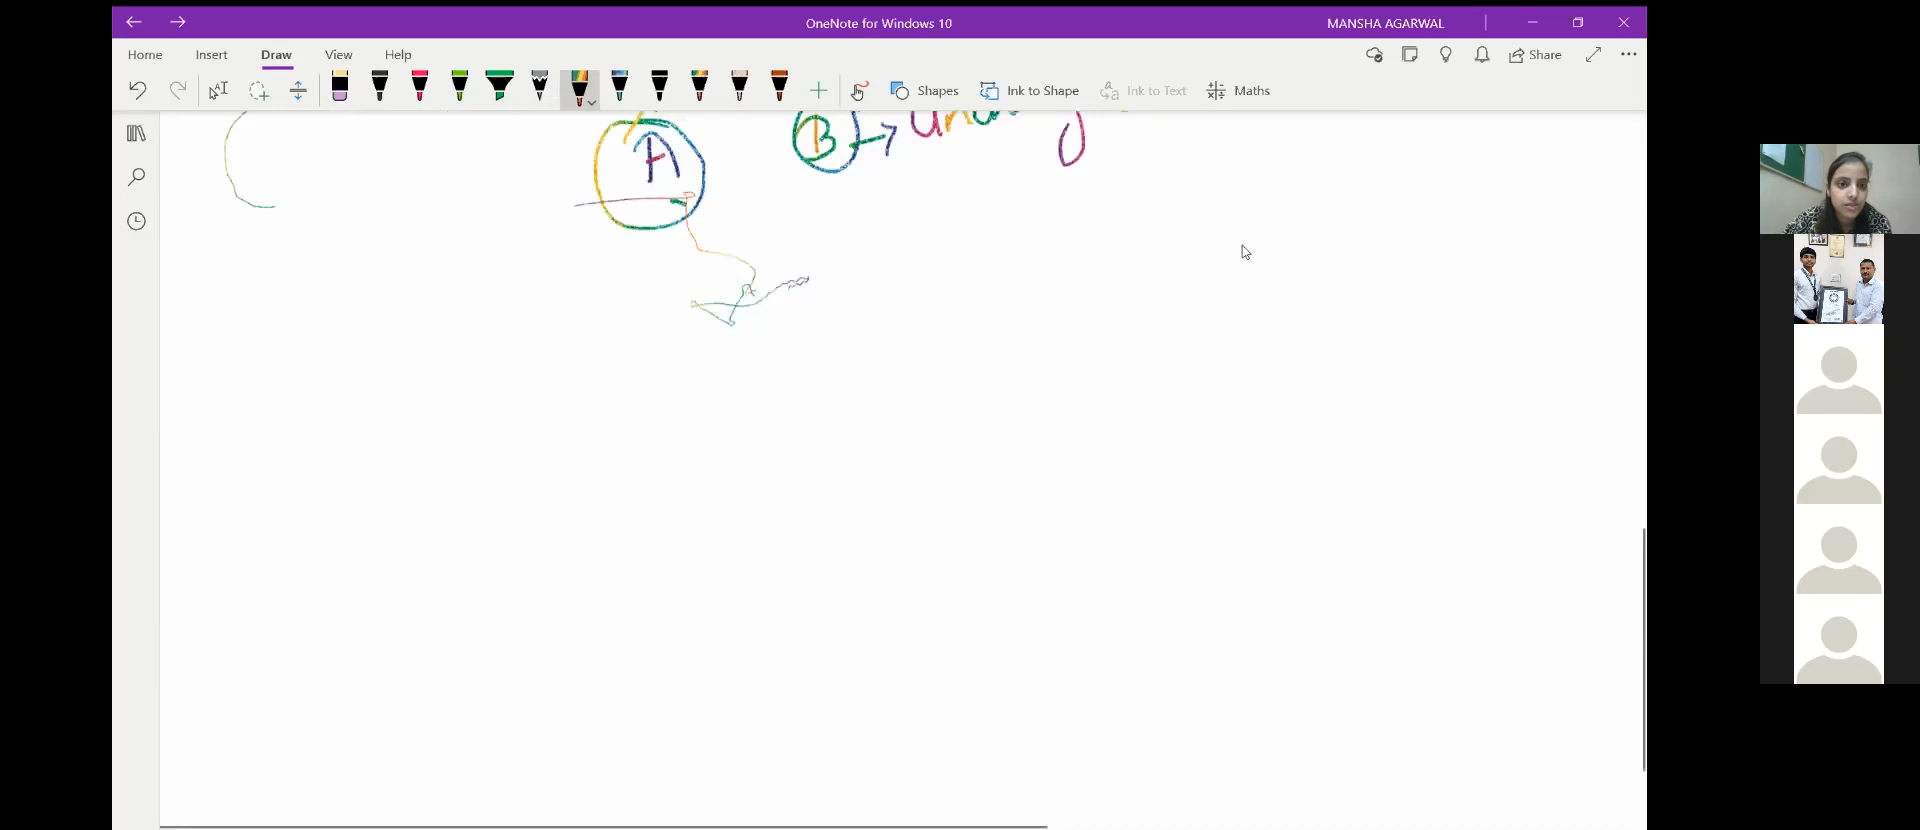 OneNote for Windows 10
MANSHA AGARWAL
Home Insert Draw View Help
Share
Shapes Ink to Shape Ink to Text Maths
A
B